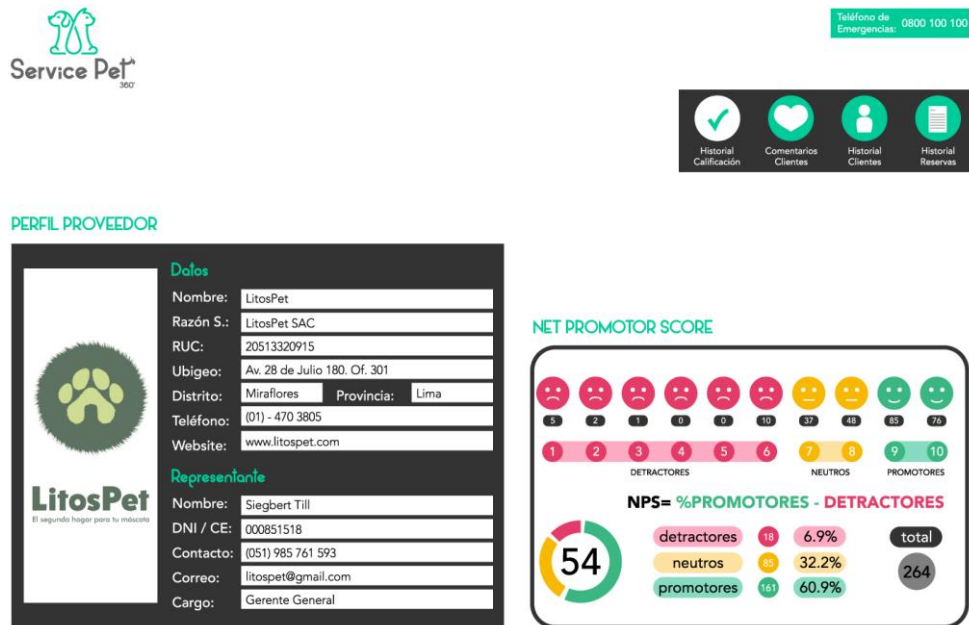 Service Pet
360°
Teléfono de
Emergencias: 0800 100 100
Historial
Calificación
Comentarios
Clientes
Historial
Clientes
Historial
Reservas
PERFIL PROVEEDOR
LitosPet
El segundo hogar para tu máscota
Datos
Nombre: LitosPet
Razón S.: LitosPet SAC
RUC: 20513320915
Ubigeo: Av. 28 de Julio 180. Of. 301
Distrito: Miraflores Provincia: Lima
Teléfono: (01) - 470 3805
Website: www.litospet.com
Representante
Nombre: Siegbert Till
DNI / CE: 000851518
Contacto: (051) 985 761 593
Correo: litospet@gmail.com
Cargo: Gerente General
NET PROMOTOR SCORE
5 2 1 0 0 10 37 48 85 76
1 2 3 4 5 6 7 8 9 10
DETRACTORES NEUTROS PROMOTORES
NPS= %PROMOTORES - DETRACTORES
54
detractores 18 6.9%
neutros 85 32.2%
promotores 161 60.9%
total
264